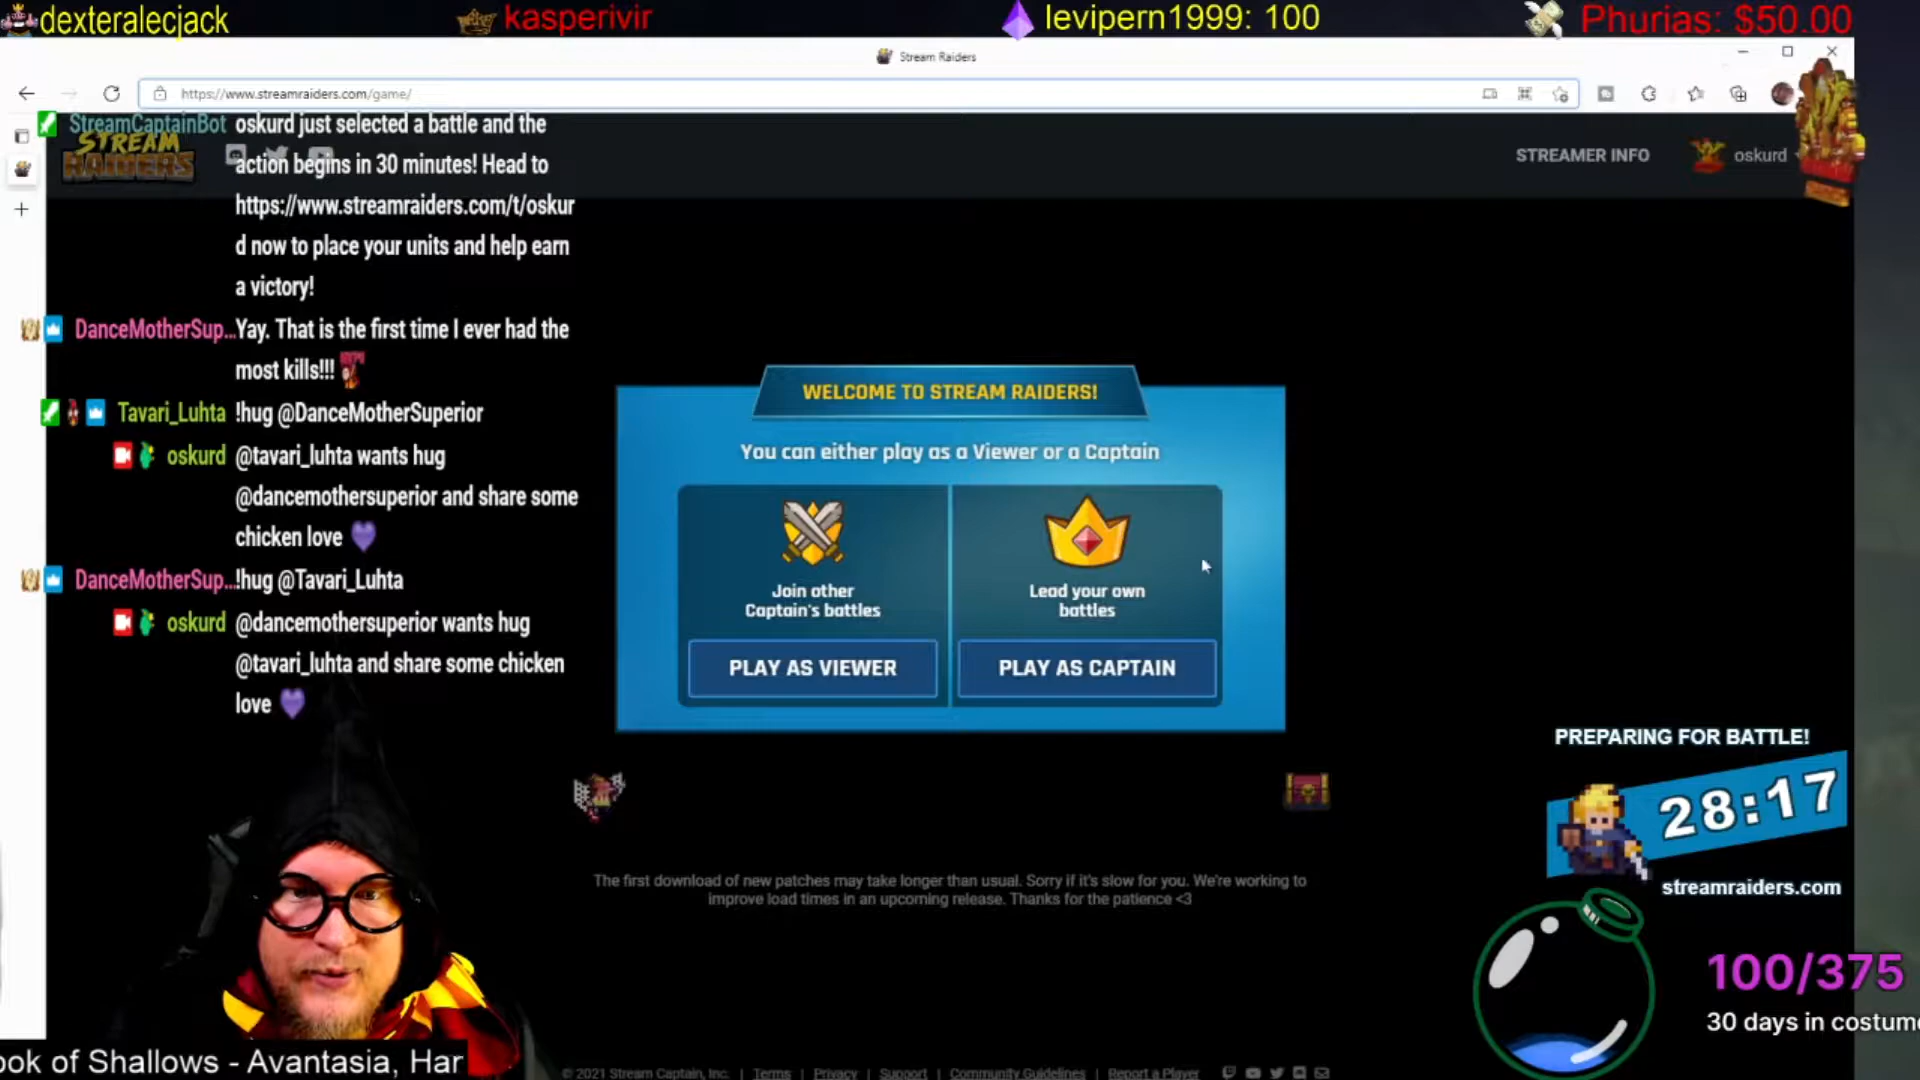 dexteralecjack
kasperivir
levipern1999: 100
Phurias: $50.00
Stream Raiders
https://www.streamraiders.com/game/
StreamCaptainBot oskurd just selected a battle and the
action begins in 30 minutes! Head to
https://www.streamraiders.com/t/oskur
d now to place your units and help earn
a victory!
STREAM
RAIDERS
STREAMER INFO
oskurd
DanceMotherSup... Yay. That is the first time I ever had the
most kills!!!
Tavari_Luhta !hug @DanceMotherSuperior
oskurd @tavari_luhta wants hug
@dancemothersuperior and share some
chicken love
DanceMotherSup... !hug @Tavari_Luhta
oskurd @dancemothersuperior wants hug
@tavari_luhta and share some chicken
love
WELCOME TO STREAM RAIDERS!
You can either play as a Viewer or a Captain
Join other
Captain's battles
PLAY AS VIEWER
Lead your own
battles
PLAY AS CAPTAIN
The first download of new patches may take longer than usual. Sorry if it's slow for you. We're working to
improve load times in an upcoming release. Thanks for the patience <3
PREPARING FOR BATTLE!
28:17
streamraiders.com
100/375
30 days in costume
ook of Shallows - Avantasia, Har
© 2021 Stream Captain, Inc. | Terms | Privacy | Support | Community Guidelines | Report a Player